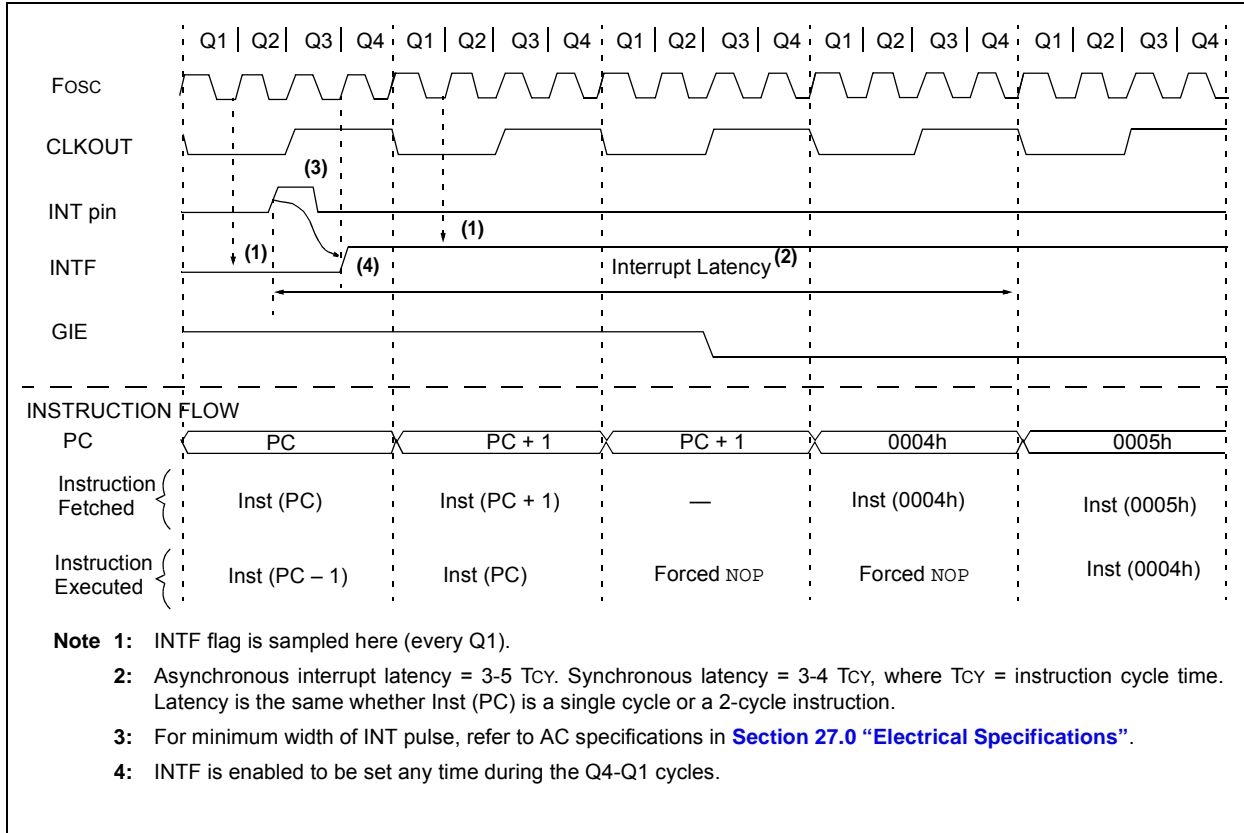 Q1 Q2 Q3 Q4 Q1 Q2 Q3 Q4 Q1 Q2 Q3 Q4 Q1 Q2 Q3 Q4 Q1 Q2 Q3 Q4
FOSC
CLKOUT
(3)
INT pin
(1)
(1)
INTF
(4)
Interrupt Latency (2)
GIE
INSTRUCTION FLOW
PC PC PC + 1 PC + 1 0004h 0005h
Instruction Fetched Inst (PC) Inst (PC + 1) — Inst (0004h) Inst (0005h)
Instruction Executed Inst (PC – 1) Inst (PC) Forced NOP Forced NOP Inst (0004h)
Note 1: INTF flag is sampled here (every Q1).
2: Asynchronous interrupt latency = 3-5 TCY. Synchronous latency = 3-4 TCY, where TCY = instruction cycle time.
Latency is the same whether Inst (PC) is a single cycle or a 2-cycle instruction.
3: For minimum width of INT pulse, refer to AC specifications in Section 27.0 “Electrical Specifications”.
4: INTF is enabled to be set any time during the Q4-Q1 cycles.